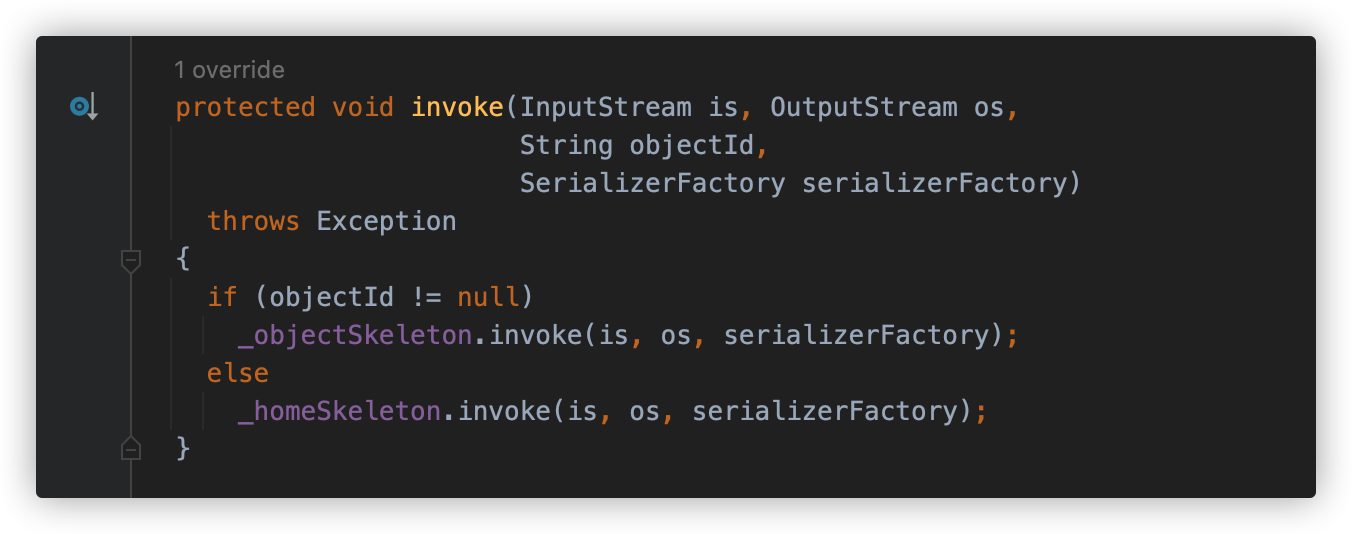 1 override
protected void invoke(InputStream is, OutputStream os,
String objectId,
SerializerFactory serializerFactory)
throws Exception
{
if (objectId != null)
_objectSkeleton.invoke(is, os, serializerFactory);
else
_homeSkeleton.invoke(is, os, serializerFactory);
}